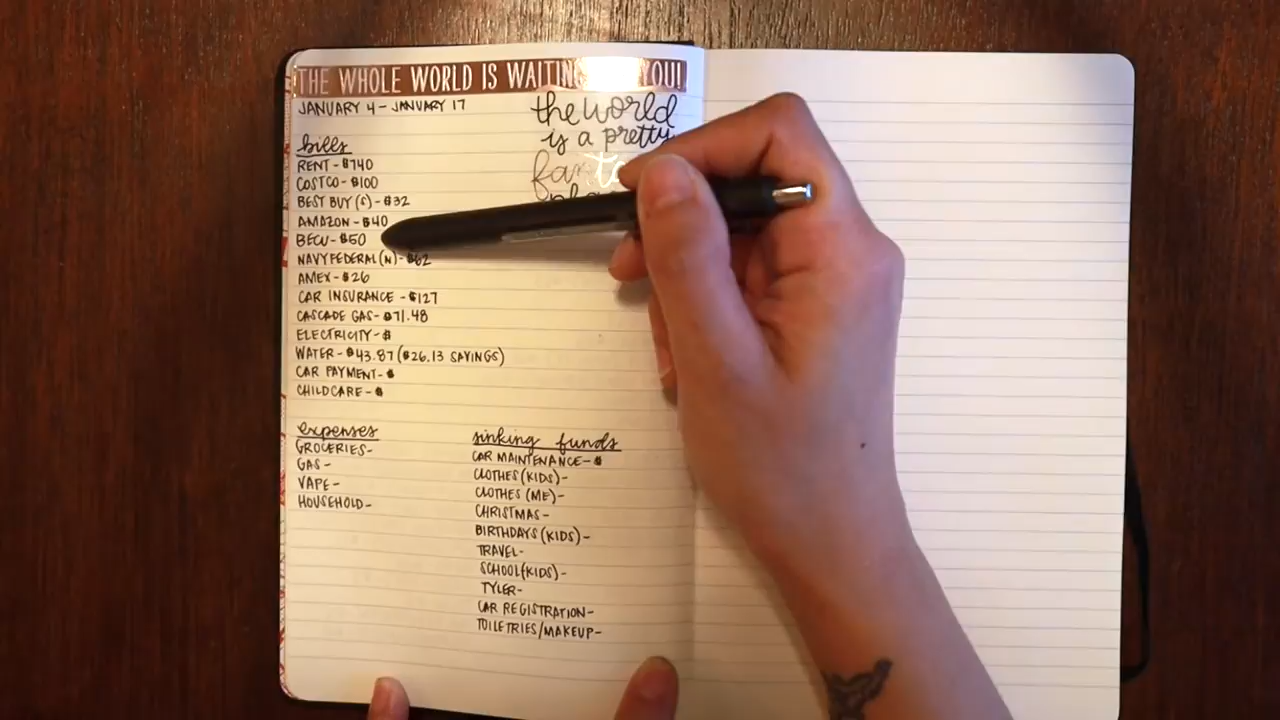 THE WHOLE WORLD IS WAITING YOU!
JANUARY 4 - JANUARY 17
the world
is a pretty
bills
RENT - $740
COSTCO - $100
BEST BUY (S) - $32
AMAZON - $40
BECU - $50
NAVY FEDERAL (N) - $62
AMEX - $26
CAR INSURANCE - $127
CASCADE GAS - $71.48
ELECTRICITY - $
WATER - $43.87 ($26.13 SAVINGS)
CAR PAYMENT - $
CHILDCARE - $
expenses
GROCERIES-
GAS -
VAPE -
HOUSEHOLD-
sinking funds
CAR MAINTENANCE - $
CLOTHES (KIDS) -
CLOTHES (ME) -
CHRISTMAS -
BIRTHDAYS (KIDS) -
TRAVEL-
SCHOOL (KIDS) -
TYLER-
CAR REGISTRATION-
TOILETRIES/MAKEUP-